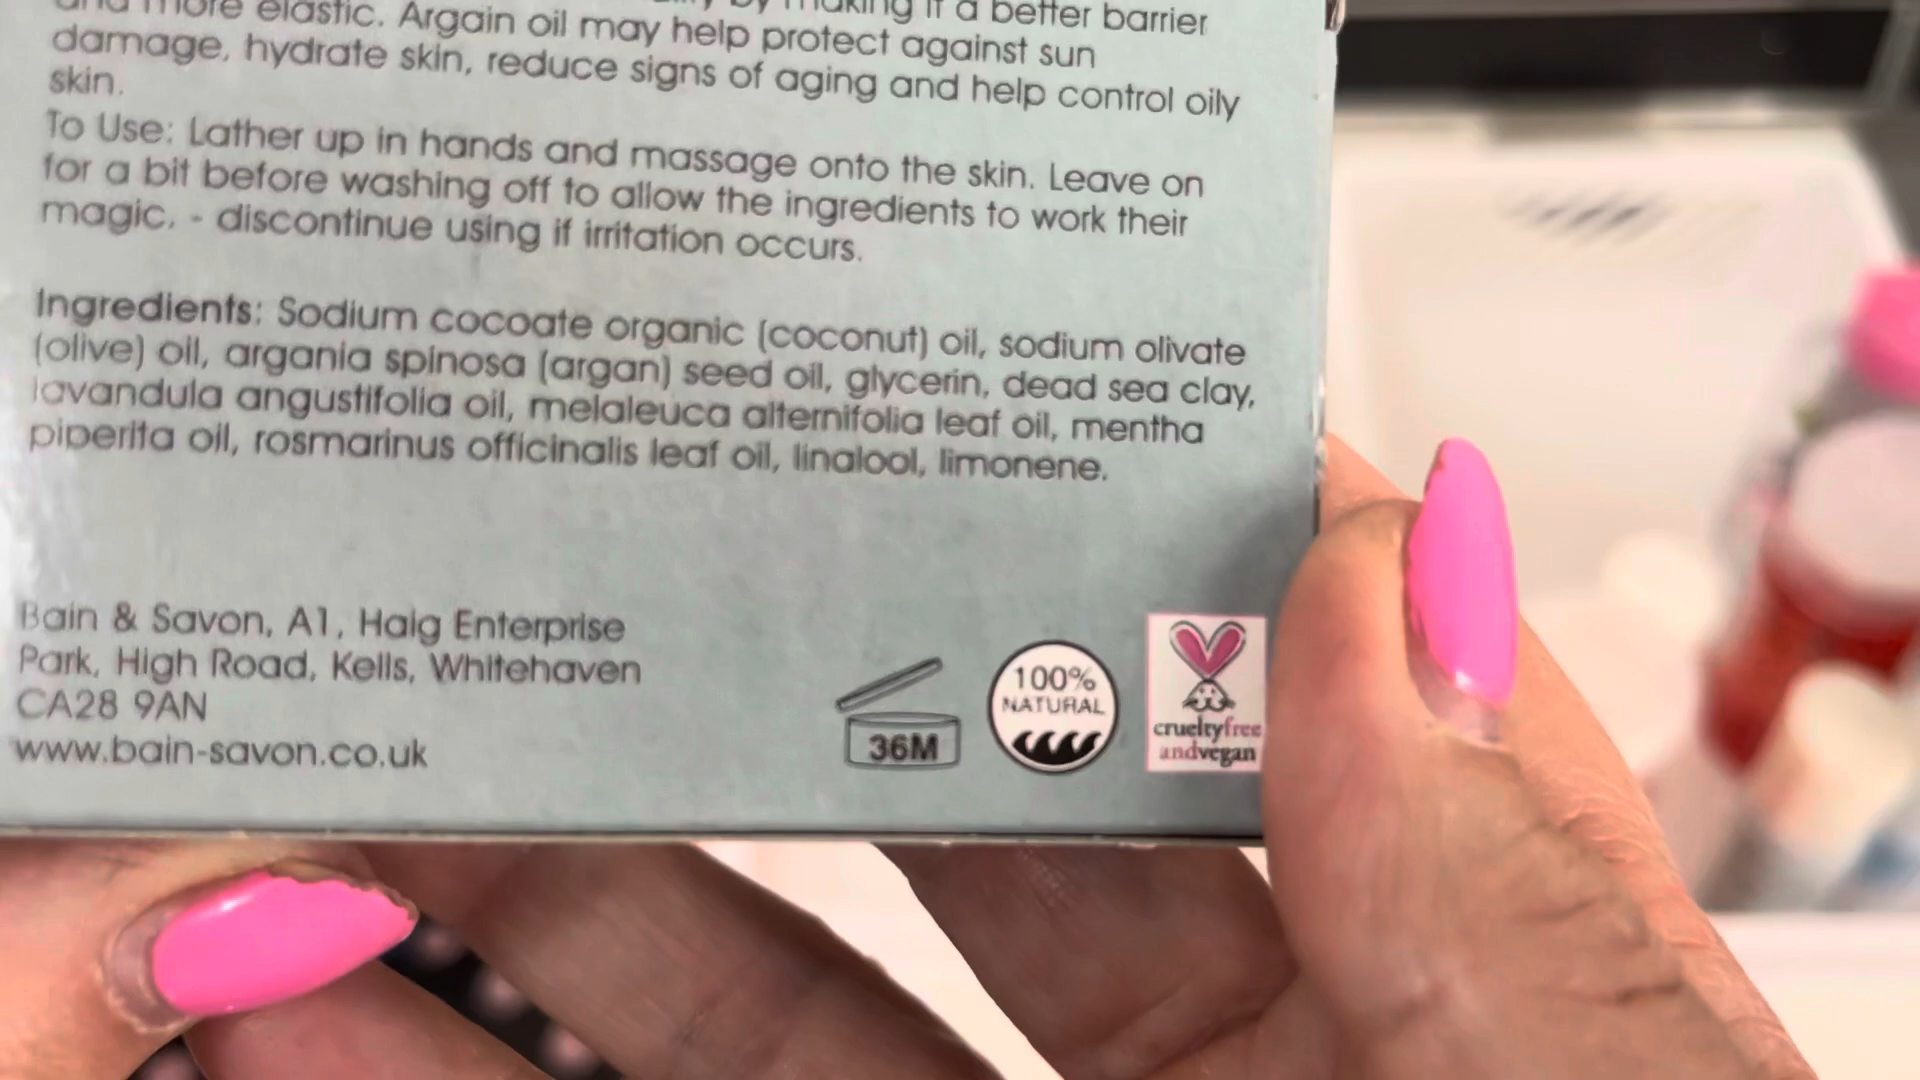 and more elastic. Argain oil may help protect against sun
by making it a better barrier
damage, hydrate skin, reduce signs of aging and help control oily
skin.
To Use: Lather up in hands and massage onto the skin. Leave on
for a bit before washing off to allow the ingredients to work their
magic. - discontinue using if irritation occurs.
Ingredients: Sodium cocoate organic (coconut) oil, sodium olivate
(olive) oil, argania spinosa (argan) seed oil, glycerin, dead sea clay,
lavandula angustifolia oil, melaleuca alternifolia leaf oil, mentha
piperita oil, rosmarinus officinalis leaf oil, linalool, limonene.
Bain & Savon, A1, Haig Enterprise
Park, High Road, Kells, Whitehaven
CA28 9AN
www.bain-savon.co.uk
36M
100%
NATURAL
crueltyfree
andvegan